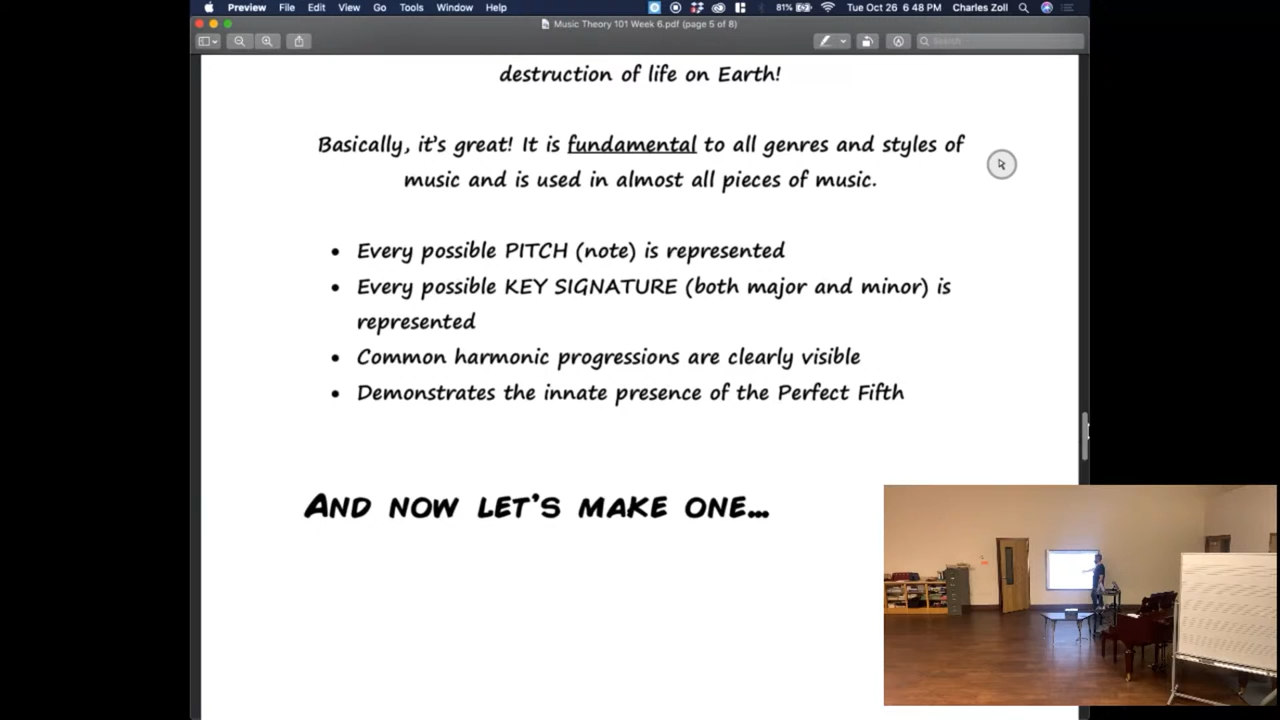 Preview File Edit View Go Tools Window Help 81% Tue Oct 26 6:48 PM Charles Zoll
Music Theory 101 Week 6.pdf (page 5 of 8)
Search
destruction of life on Earth!
Basically, it's great! It is fundamental to all genres and styles of
music and is used in almost all pieces of music.
• Every possible PITCH (note) is represented
• Every possible KEY SIGNATURE (both major and minor) is
represented
• Common harmonic progressions are clearly visible
• Demonstrates the innate presence of the Perfect Fifth
AND NOW LET'S MAKE ONE...